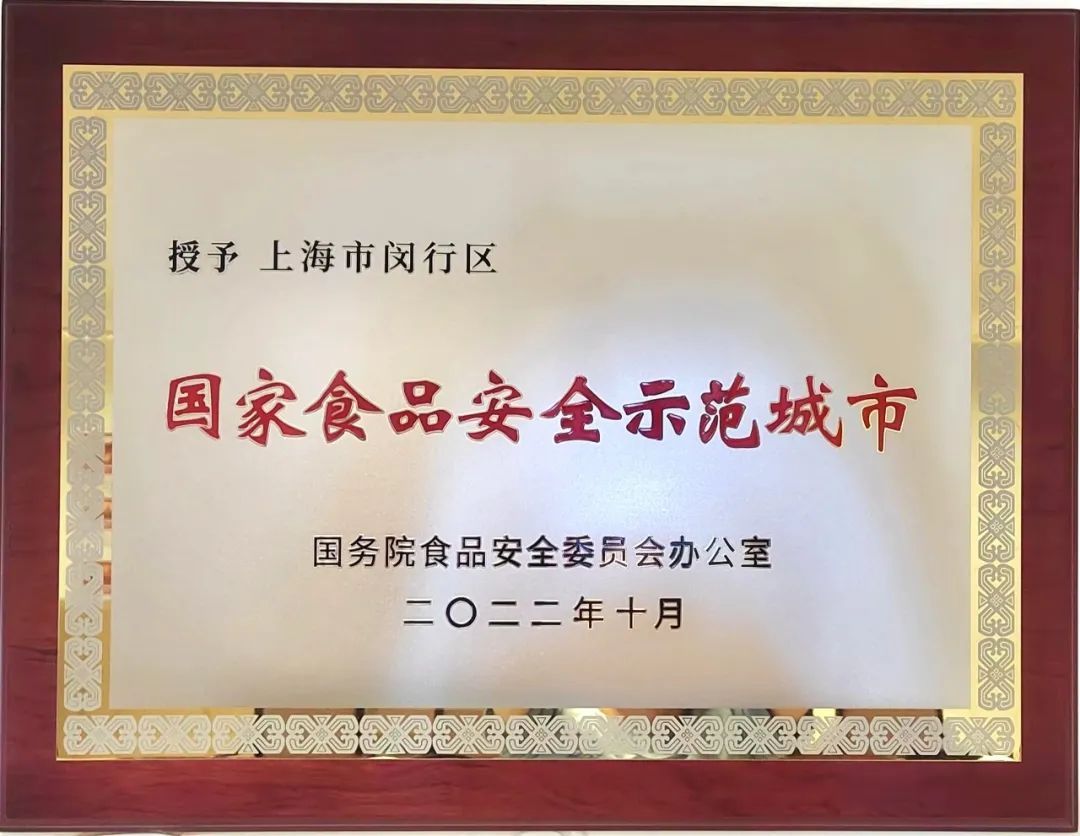 授予 上海市闵行区
国家食品安全示范城市
国务院食品安全委员会办公室
二〇二二年十月